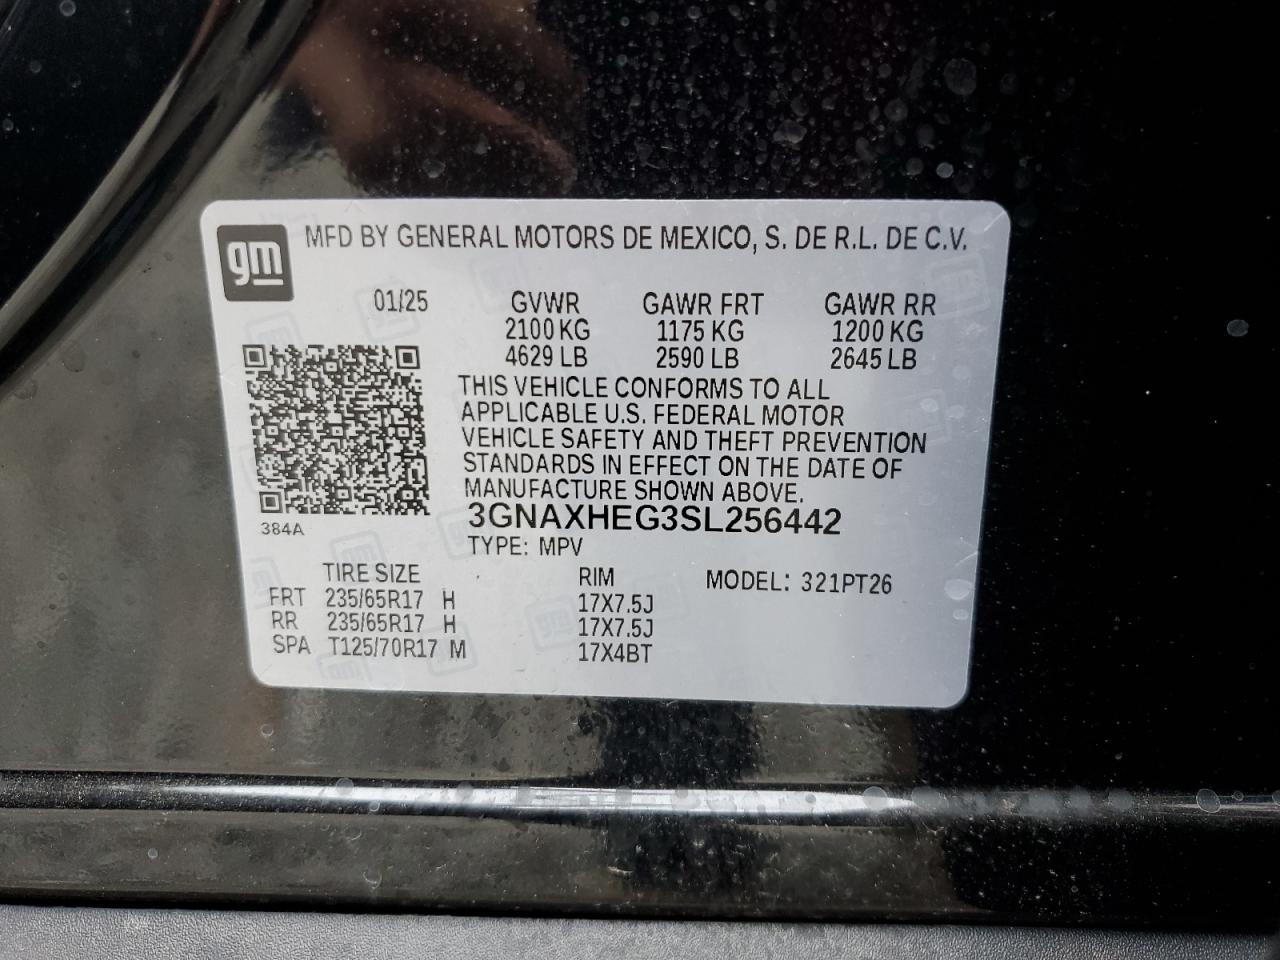 gm
MFD BY GENERAL MOTORS DE MEXICO, S. DE R.L. DE C.V.
01/25 GVWR GAWR FRT GAWR RR
2100 KG 1175 KG 1200 KG
4629 LB 2590 LB 2645 LB
THIS VEHICLE CONFORMS TO ALL
APPLICABLE U.S. FEDERAL MOTOR
VEHICLE SAFETY AND THEFT PREVENTION
STANDARDS IN EFFECT ON THE DATE OF
MANUFACTURE SHOWN ABOVE.
384A
3GNAXHEG3SL256442
TYPE: MPV
TIRE SIZE RIM MODEL: 321PT26
FRT 235/65R17 H 17X7.5J
RR 235/65R17 H 17X7.5J
SPA T125/70R17 M 17X4BT